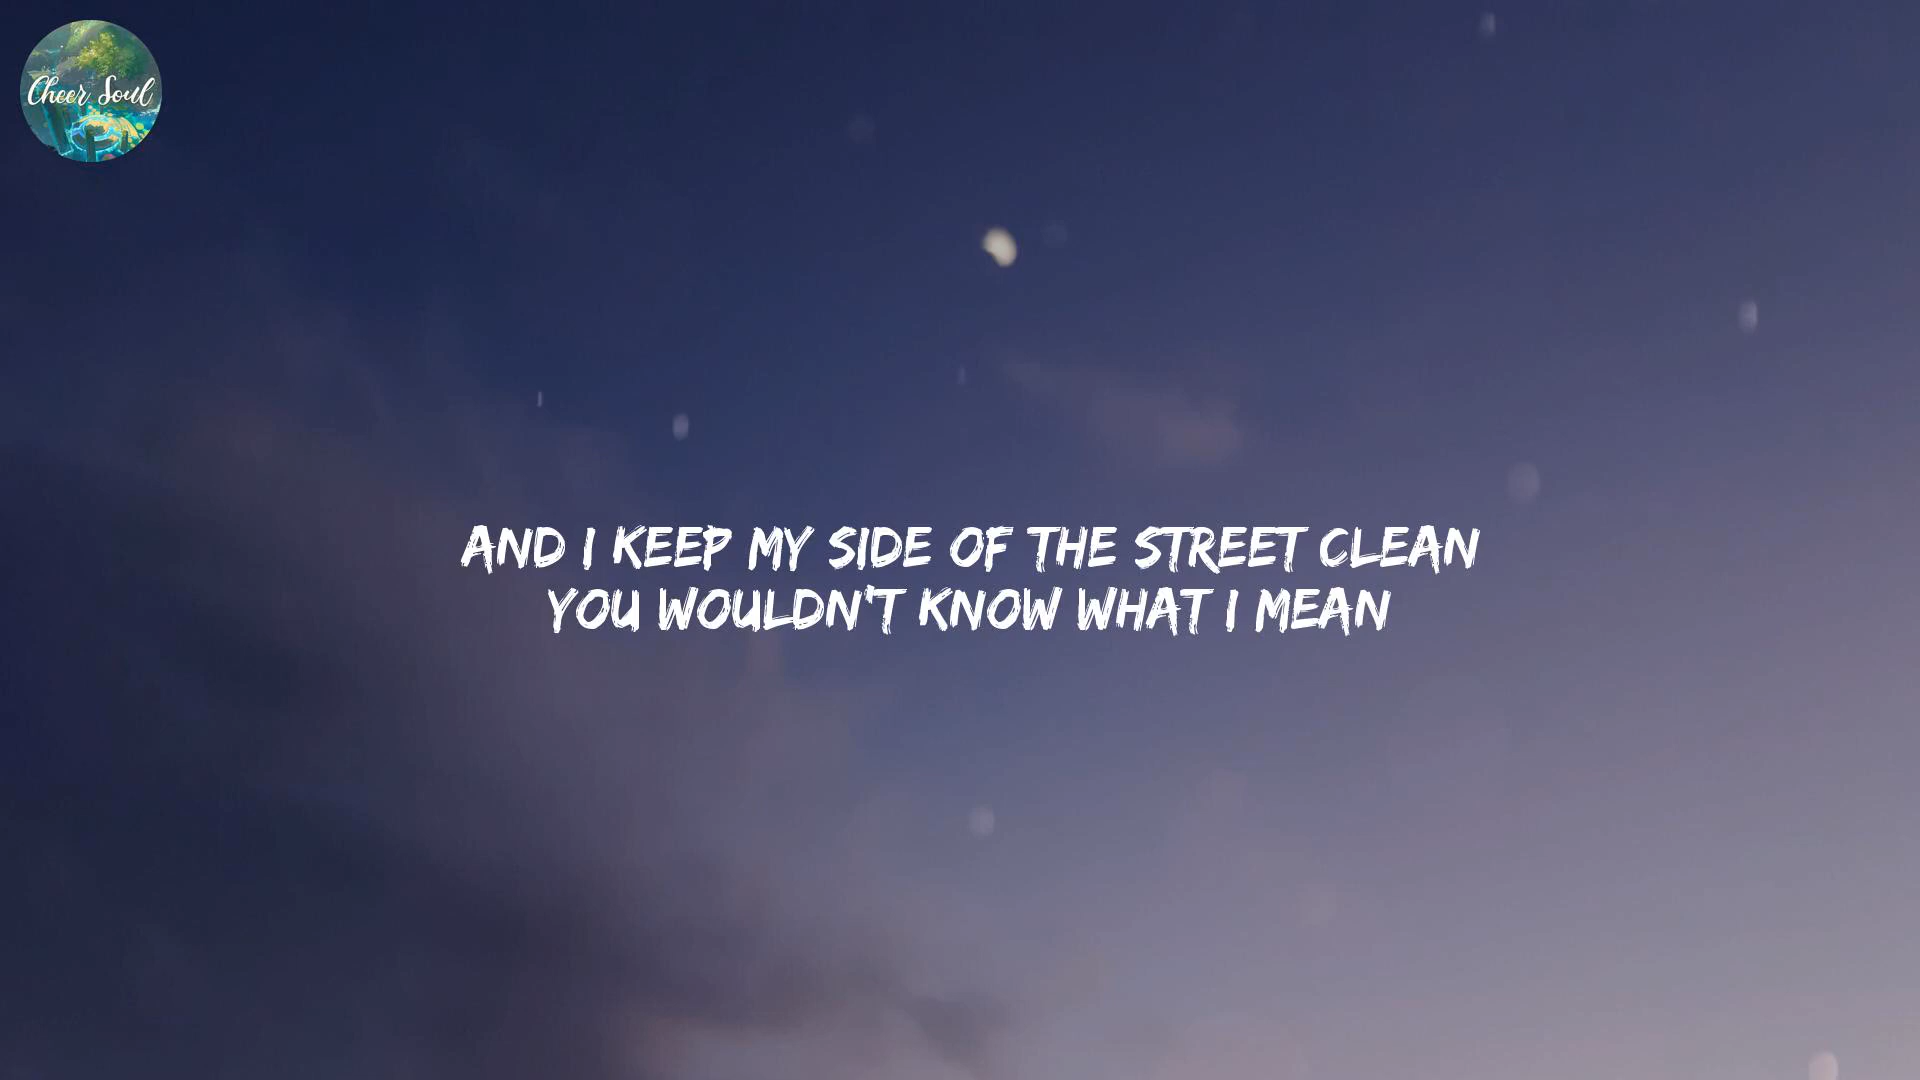 Cheer Soul
AND I KEEP MY SIDE OF THE STREET CLEAN
YOU WOULDN'T KNOW WHAT I MEAN